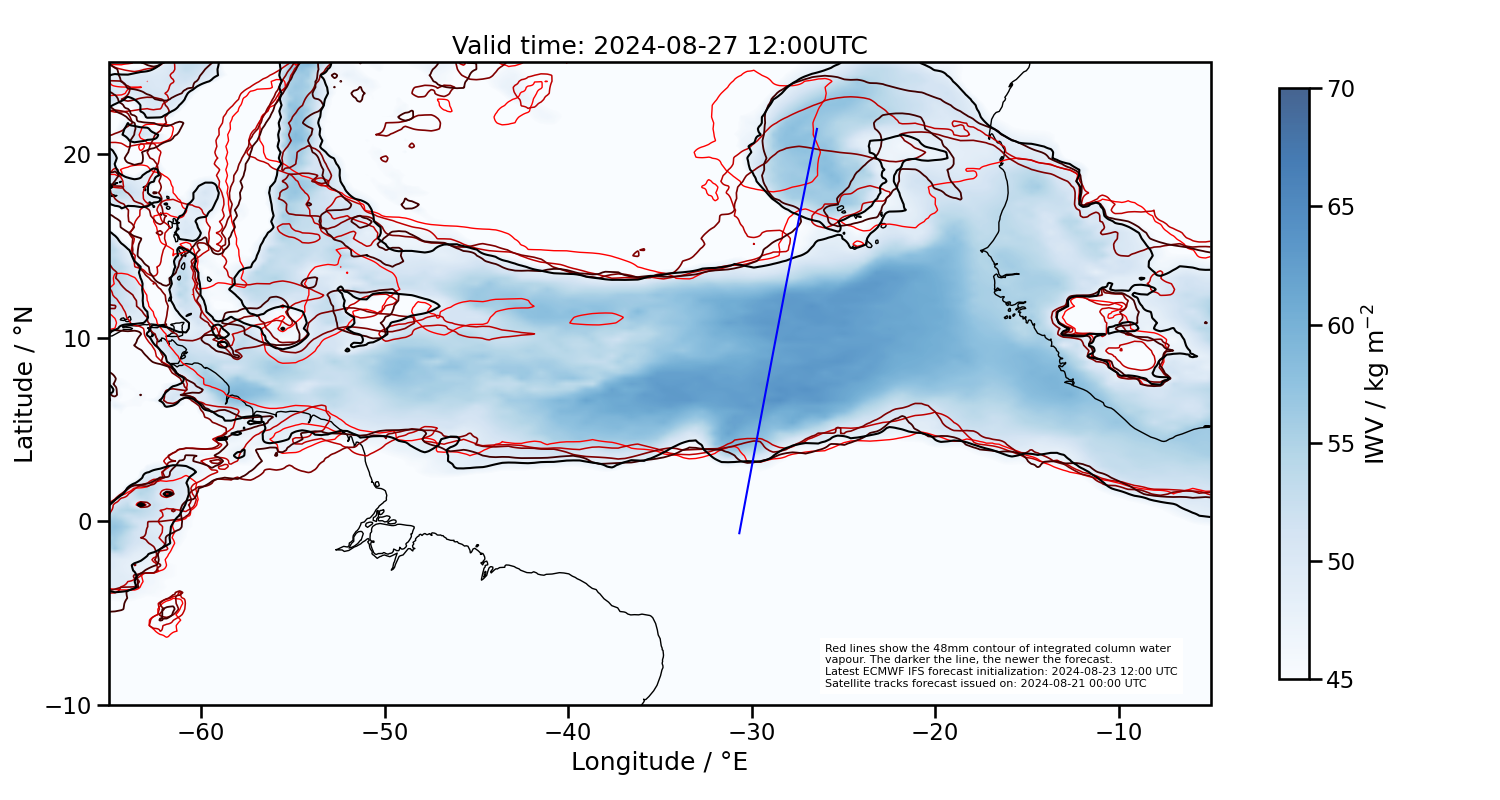 Valid time: 2024-08-27 12:00UTC
20
10
0
−10
Latitude / °N
−60
−50
−40
−30
−20
−10
Longitude / °E
70
65
60
55
50
45
IWV / kg m⁻²
Red lines show the 48mm contour of integrated column water
vapour. The darker the line, the newer the forecast.
Latest ECMWF IFS forecast initialization: 2024-08-23 12:00 UTC
Satellite tracks forecast issued on: 2024-08-21 00:00 UTC